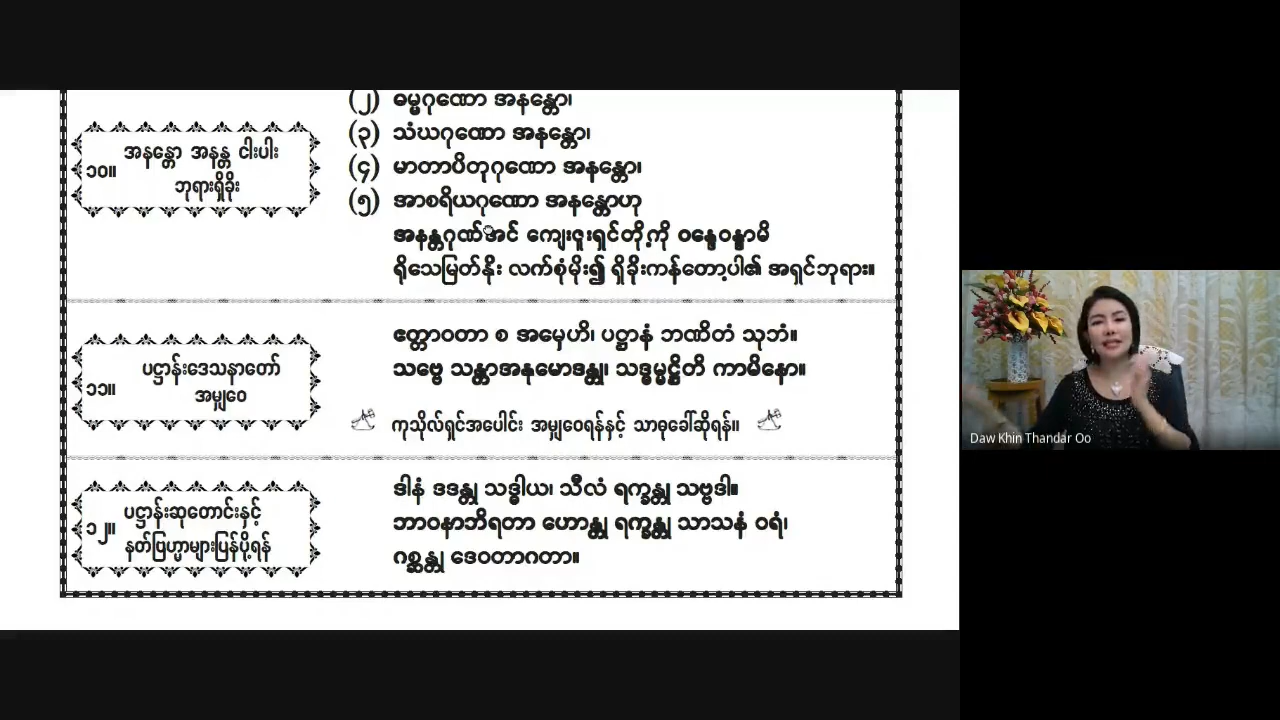 (၂) ဓမ္မဂုဏော အနန္တော၊
(၃) သံဃဂုဏော အနန္တော၊
၁၀။ အနန္တော အနန္တ ငါးပါး
ဘုရားရှိခိုး
(၄) မာတာပိတုဂုဏော အနန္တော၊
(၅) အာစရိယဂုဏော အနန္တောဟု
အနန္တဂုဏ်အင် ကျေးဇူးရှင်တို့ကို ဝန္ဒေဝန္ဒာမိ
ရိုသေမြတ်နိုး လက်စုံမိုး၍ ရှိခိုးကန်တော့ပါ၏ အရှင်ဘုရား။
၁၁။ ပဋ္ဌာန်းဒေသနာတော်
အမျှဝေ
ဧတ္တာဝတာ စ အမှေဟိ၊ ပဋ္ဌာနံ ဘဏိတံ သုဘံ။
သဗ္ဗေ သတ္တာအနုမောဒန္တု၊ သဒ္ဓမ္မဋ္ဌိတိ ကာမိနော။
ကုသိုလ်ရှင်အပေါင်း အမျှဝေရန်နှင့် သာဓုခေါ်ဆိုရန်။
၁၂။ ပဋ္ဌာန်းဆုတောင်းနှင့်
နတ်ဗြဟ္မာများပြန်ပို့ရန်
ဒါနံ ဒဒန္တု သဒ္ဓါယ၊ သီလံ ရက္ခန္တု သဗ္ဗဒါ။
ဘာဝနာဘိရတာ ဟောန္တု ရက္ခန္တု သာသနံ ဝရံ၊
ဂစ္ဆန္တု ဒေဝတာဂတာ။
Daw Khin Thandar Oo